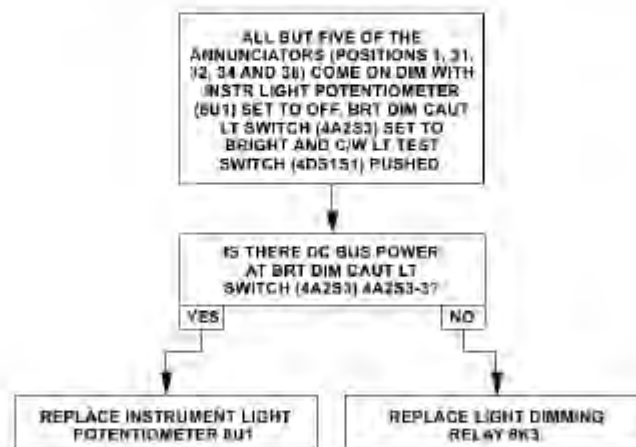 ALL BUT FIVE OF THE
ANNUNCIATORS (POSITIONS 1, 31,
32, 34 AND 38) COME ON DIM WITH
INSTR LIGHT POTENTIOMETER
(8U1) SET TO OFF, BRT DIM CAUT
LT SWITCH (4A2S3) SET TO
BRIGHT AND C/W LT TEST
SWITCH (4DS1S1) PUSHED
IS THERE DC BUS POWER
AT BRT DIM CAUT LT
SWITCH (4A2S3) 4A2S3-3?
YES
NO
REPLACE INSTRUMENT LIGHT
POTENTIOMETER 8U1
REPLACE LIGHT DIMMING
RELAY